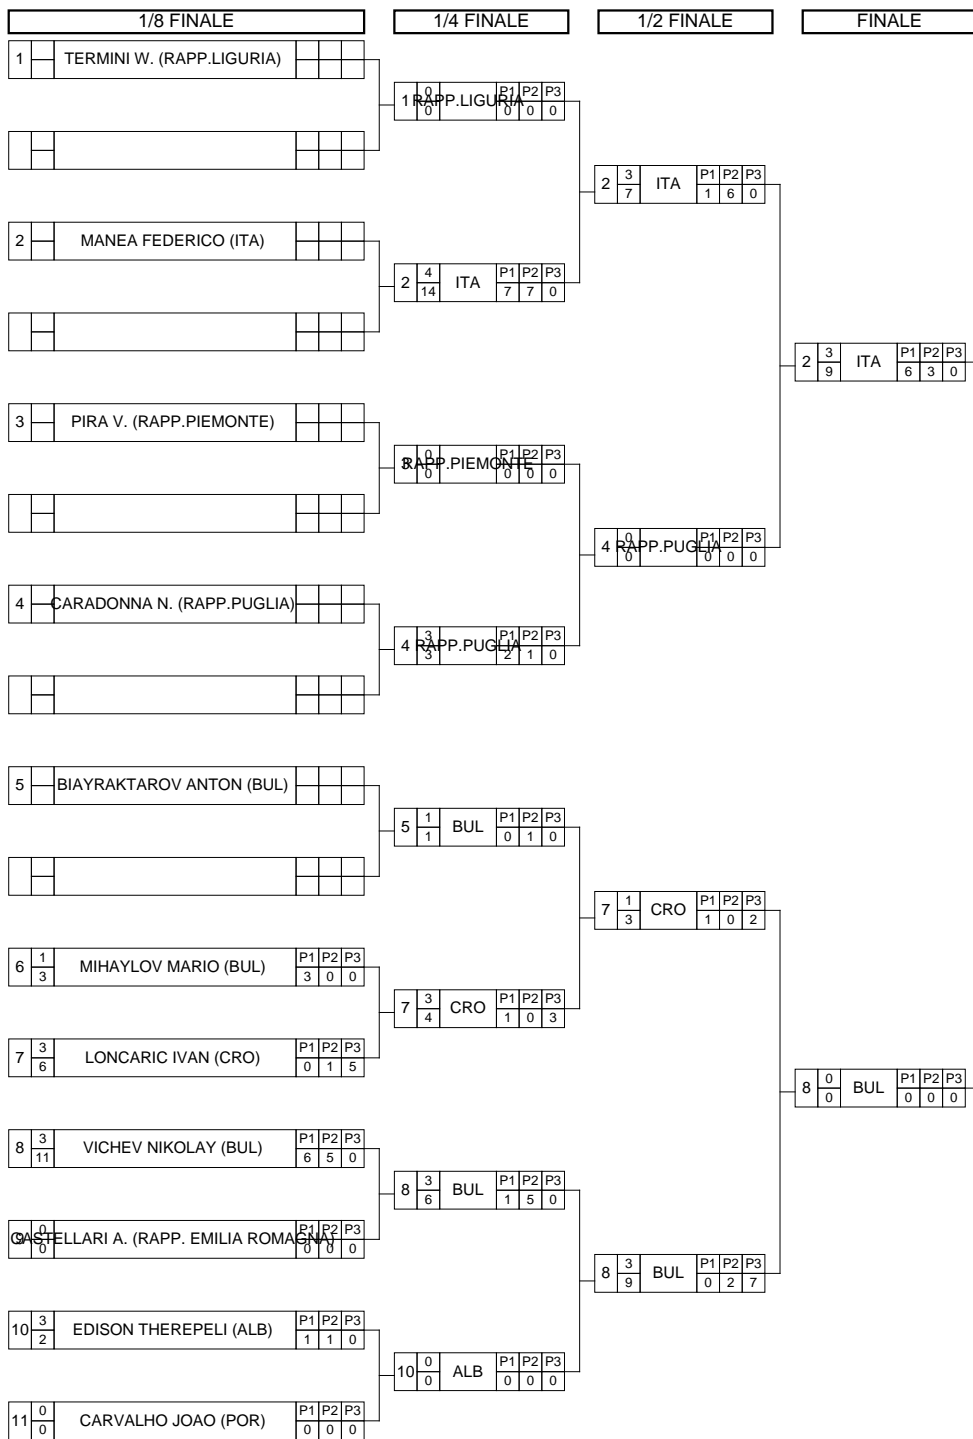 1/8 FINALE 1/4 FINALE 1/2 FINALE FINALE
1 TERMINI W. (RAPP.LIGURIA)
1 0 RAPP.LIGURIA P1 P2 P3
0 0 0 0
2 3 ITA P1 P2 P3
7 1 6 0
2 MANEA FEDERICO (ITA)
2 4 ITA P1 P2 P3
14 7 7 0
2 3 ITA P1 P2 P3
9 6 3 0
3 PIRA V. (RAPP.PIEMONTE)
3 0 RAPP.PIEMONTE P1 P2 P3
0 0 0 0
4 0 RAPP.PUGLIA P1 P2 P3
0 0 0 0
4 CARADONNA N. (RAPP.PUGLIA)
4 3 RAPP.PUGLIA P1 P2 P3
3 2 1 0
5 BIAYRAKTAROV ANTON (BUL)
5 1 BUL P1 P2 P3
1 0 1 0
7 1 CRO P1 P2 P3
3 1 0 2
6 1 MIHAYLOV MARIO (BUL) P1 P2 P3
3 3 0 0
7 3 CRO P1 P2 P3
4 1 0 3
7 3 LONCARIC IVAN (CRO) P1 P2 P3
6 0 1 5
8 0 BUL P1 P2 P3
0 0 0 0
8 3 VICHEV NIKOLAY (BUL) P1 P2 P3
11 6 5 0
8 3 BUL P1 P2 P3
6 1 5 0
9 0 CASTELLARI A. (RAPP. EMILIA ROMAGNA) P1 P2 P3
0 0 0 0
8 3 BUL P1 P2 P3
9 0 2 7
10 3 EDISON THEREPELI (ALB) P1 P2 P3
2 1 1 0
10 0 ALB P1 P2 P3
0 0 0 0
11 0 CARVALHO JOAO (POR) P1 P2 P3
0 0 0 0